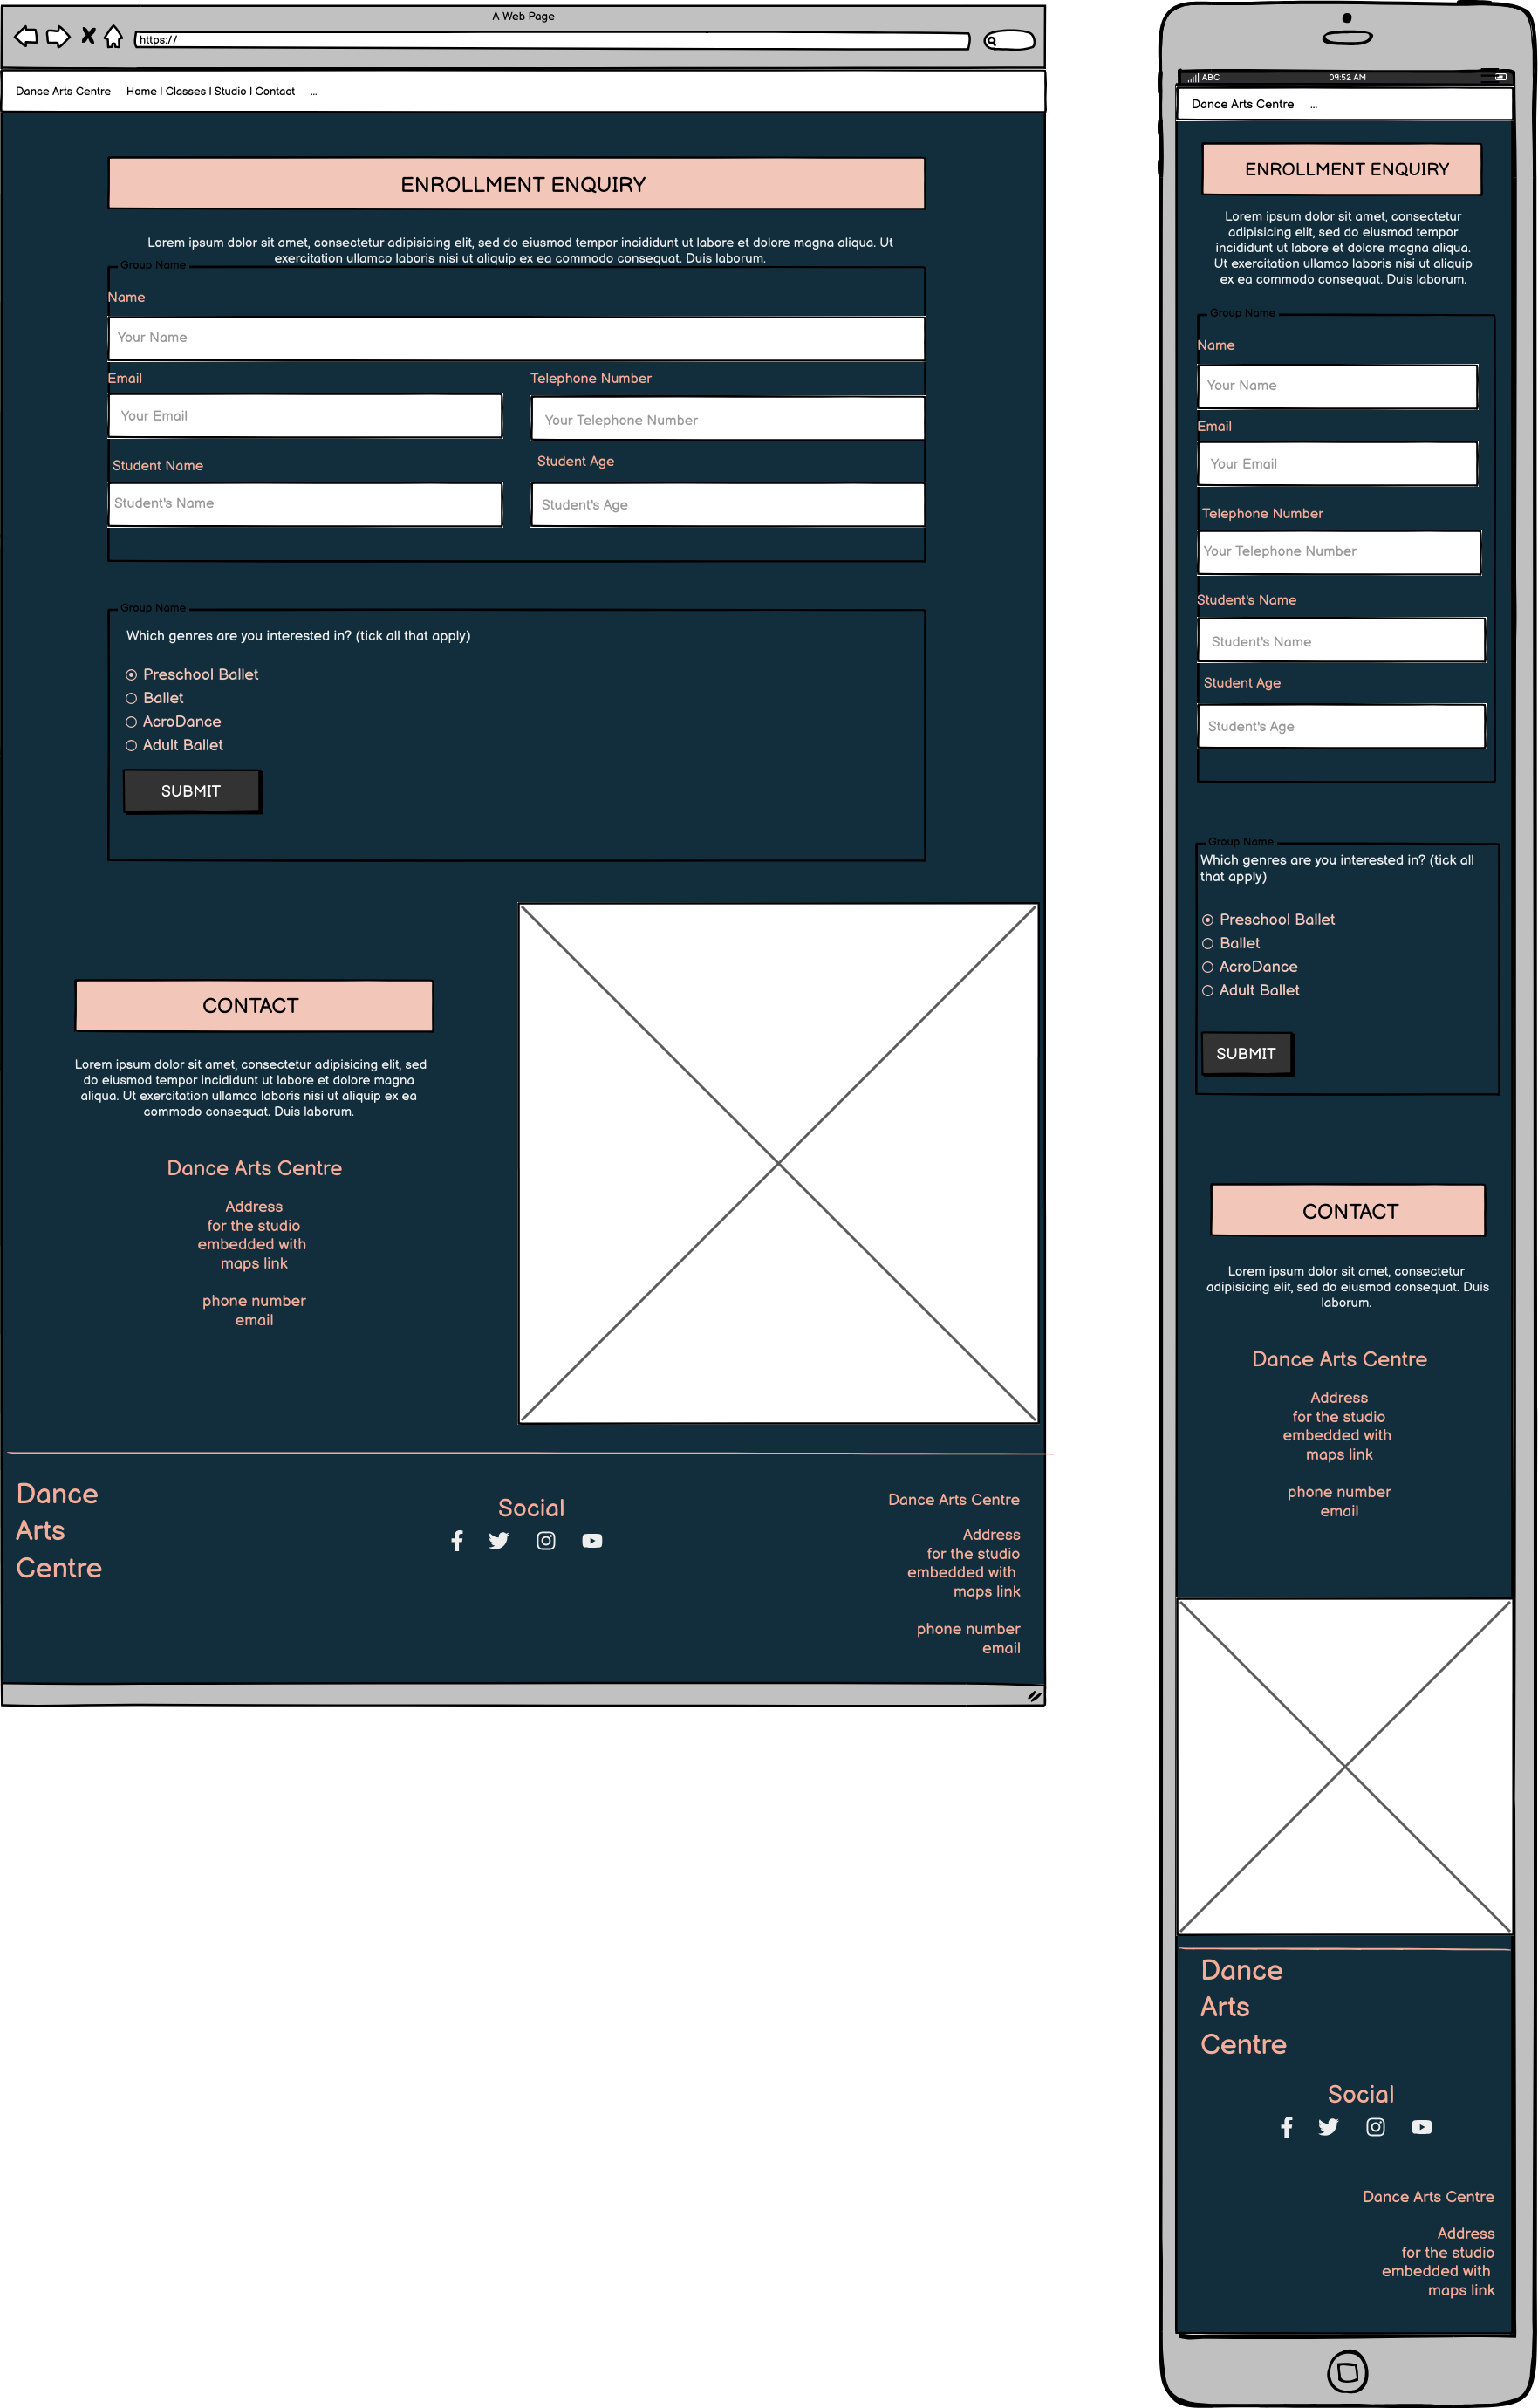 A Web Page
https://
Dance Arts Centre Home | Classes | Studio | Contact ...
ENROLLMENT ENQUIRY
Lorem ipsum dolor sit amet, consectetur adipisicing elit, sed do eiusmod tempor incididunt ut labore et dolore magna aliqua. Ut
exercitation ullamco laboris nisi ut aliquip ex ea commodo consequat. Duis laborum.
Group Name
Name
Your Name
Email Telephone Number
Your Email Your Telephone Number
Student Name Student Age
Student's Name Student's Age
Group Name
Which genres are you interested in? (tick all that apply)
Preschool Ballet
Ballet
AcroDance
Adult Ballet
SUBMIT
CONTACT
Lorem ipsum dolor sit amet, consectetur adipisicing elit, sed
do eiusmod tempor incididunt ut labore et dolore magna
aliqua. Ut exercitation ullamco laboris nisi ut aliquip ex ea
commodo consequat. Duis laborum.
Dance Arts Centre
Address
for the studio
embedded with
maps link
phone number
email
Dance
Arts
Centre
Social
Dance Arts Centre
Address
for the studio
embedded with
maps link
phone number
email
ABC 09:52 AM
Dance Arts Centre ...
ENROLLMENT ENQUIRY
Lorem ipsum dolor sit amet, consectetur
adipisicing elit, sed do eiusmod tempor
incididunt ut labore et dolore magna aliqua.
Ut exercitation ullamco laboris nisi ut aliquip
ex ea commodo consequat. Duis laborum.
Group Name
Name
Your Name
Email
Your Email
Telephone Number
Your Telephone Number
Student's Name
Student's Name
Student Age
Student's Age
Group Name
Which genres are you interested in? (tick all
that apply)
Preschool Ballet
Ballet
AcroDance
Adult Ballet
SUBMIT
CONTACT
Lorem ipsum dolor sit amet, consectetur
adipisicing elit, sed do eiusmod consequat. Duis
laborum.
Dance Arts Centre
Address
for the studio
embedded with
maps link
phone number
email
Dance
Arts
Centre
Social
Dance Arts Centre
Address
for the studio
embedded with
maps link